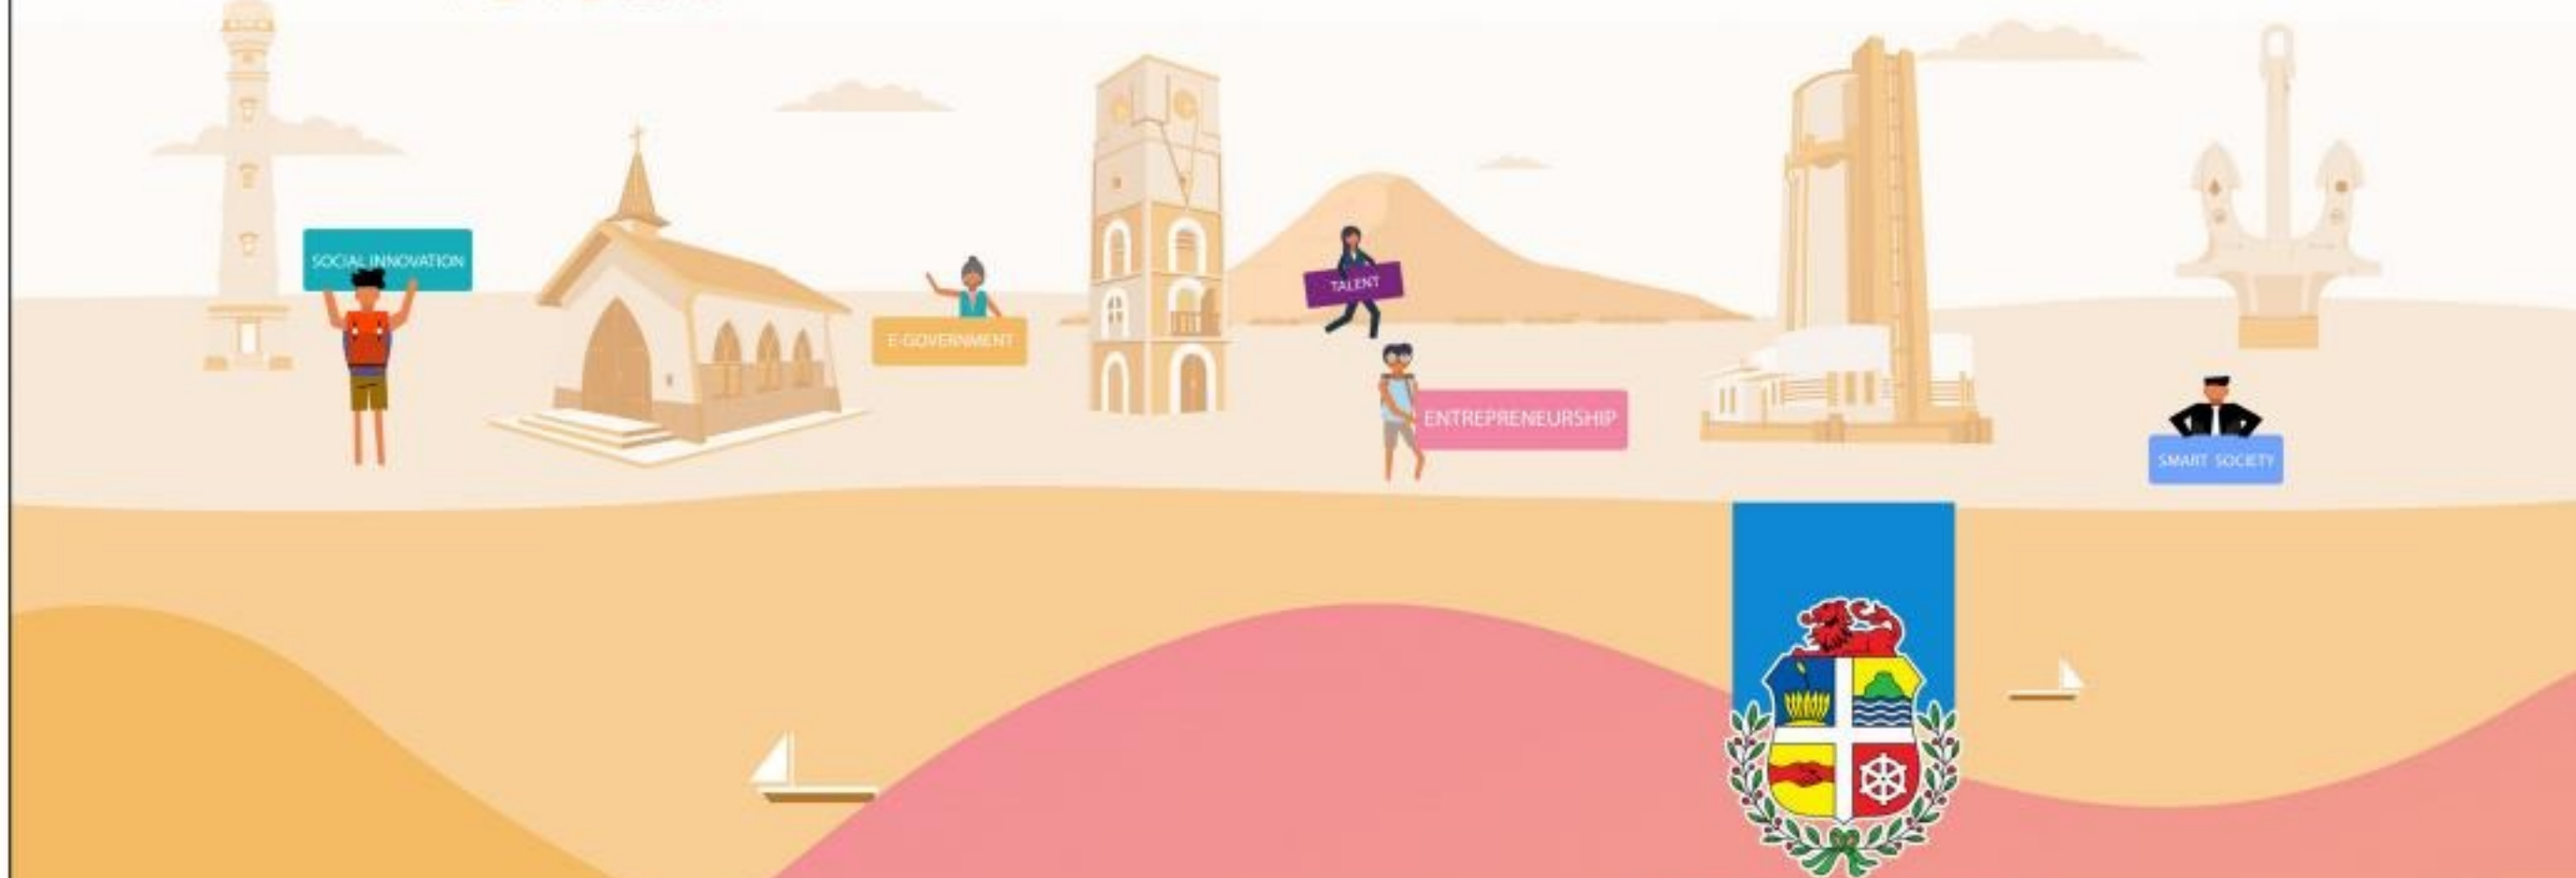 SOCIAL INNOVATION
E-GOVERNMENT
TALENT
ENTREPRENEURSHIP
SMART SOCIETY